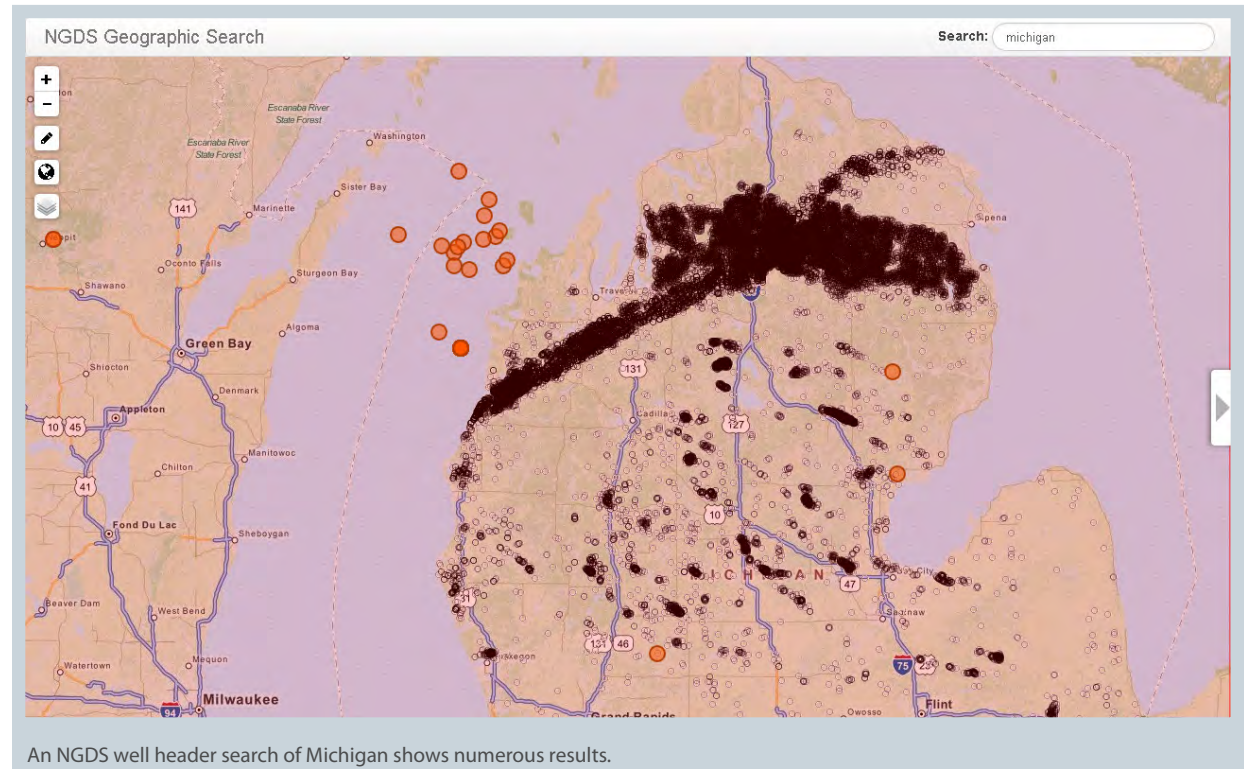 NGDS Geographic Search
Search: michigan
+
−
Escanaba River
State Forest
Washington
Escanaba River
State Forest
Sister Bay
141
Marinette
Oconto Falls
Sturgeon Bay
Shawano
Algoma
Green Bay
Shiocton
Denmark
131
Appleton
10 45
127
Manitowoc
Chilton
41
10
Fond Du Lac
Sheboygan
47
Beaver Dam
West Bend
31
131 46
Watertown
Mequon
75
Milwaukee
94
Grand Rapids
Owosso
Flint
An NGDS well header search of Michigan shows numerous results.